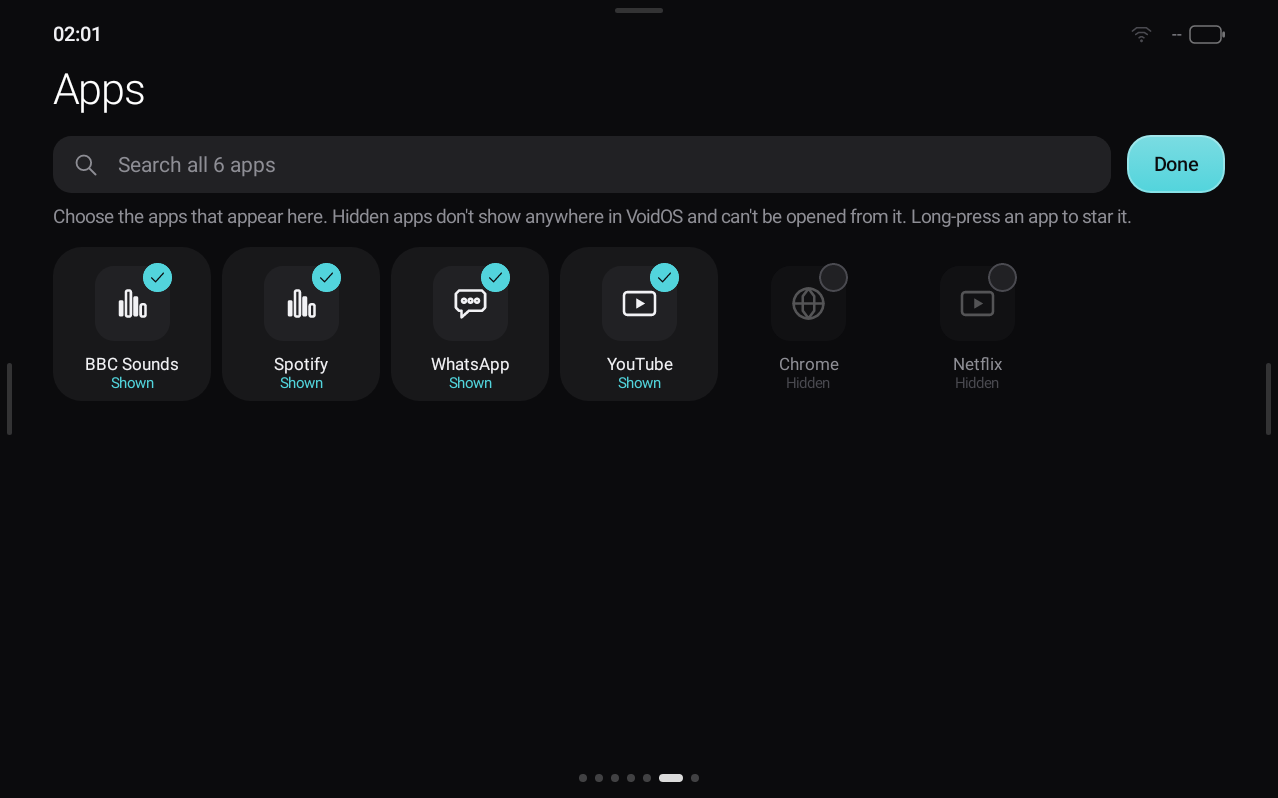 02:01
--
Apps
Search all 6 apps
Done
Choose the apps that appear here. Hidden apps don't show anywhere in VoidOS and can't be opened from it. Long-press an app to star it.
BBC Sounds
Shown
Spotify
Shown
WhatsApp
Shown
YouTube
Shown
Chrome
Hidden
Netflix
Hidden